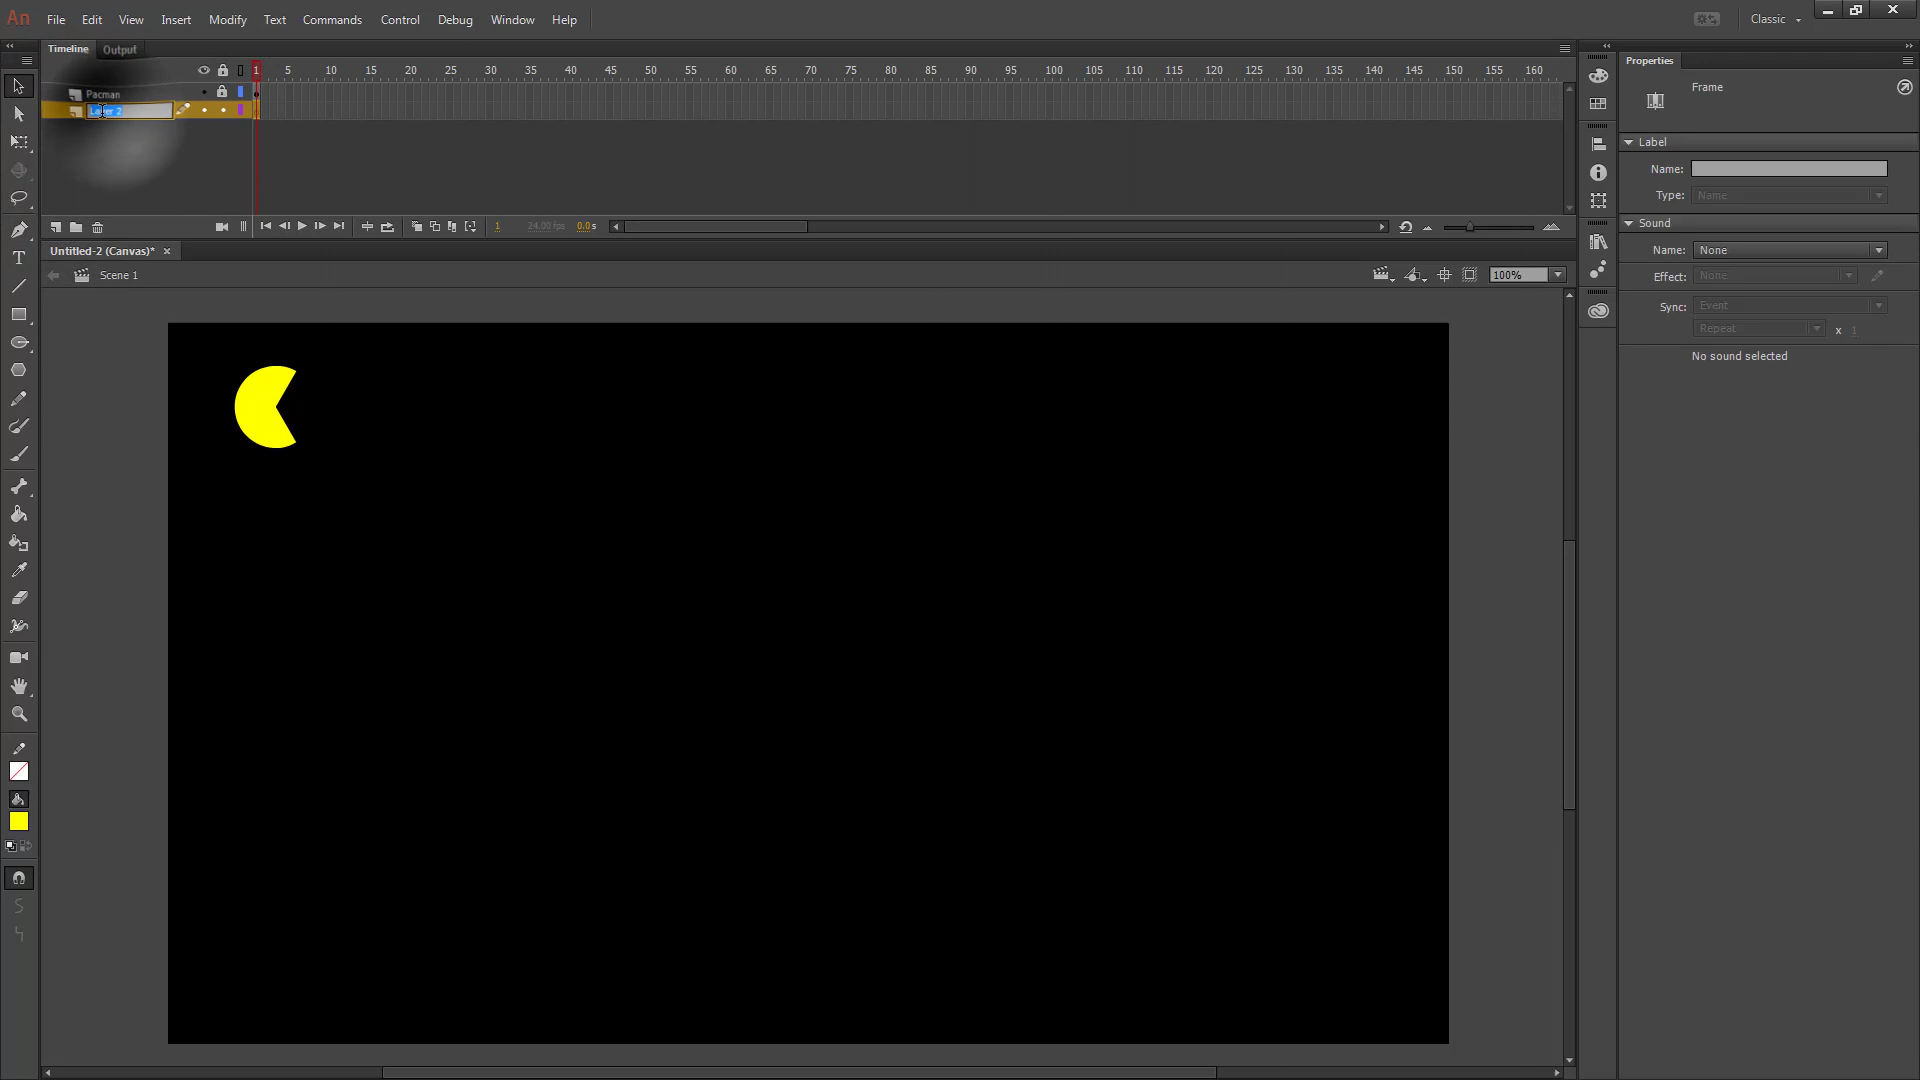 An File Edit View Insert Modify Text Commands Control Debug Window Help Classic
Timeline Output
1 5 10 15 20 25 30 35 40 45 50 55 60 65 70 75 80 85 90 95 100 105 110 115 120 125 130 135 140 145 150 155 160
Pacman
Layer 2
1 24.00 fps 0.0 s
Untitled-2 (Canvas)* ×
Scene 1 100%
T
Properties
Frame
Label
Name:
Type: Name
Sound
Name: None
Effect: None
Sync: Event
Repeat x 1
No sound selected